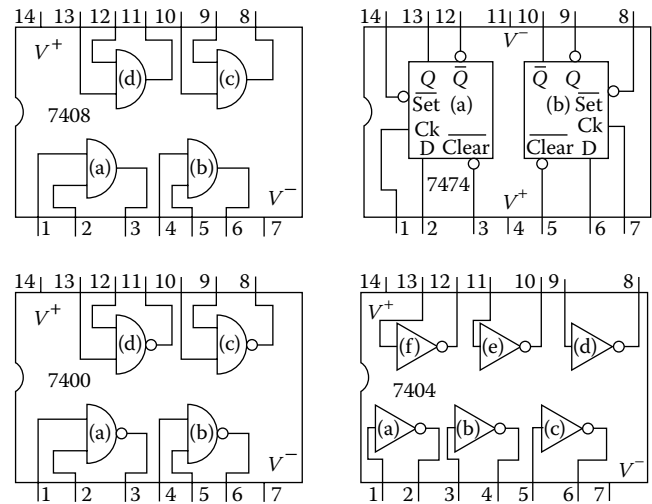 14 13 12 11 10 9 8
V⁺
(d) (c)
7408
(a) (b)
V⁻
1 2 3 4 5 6 7
14 13 12 11 10 9 8
V⁻
Q Q̅ Q̅ Q
Set (a) (b) Set
Ck Ck
D Clear Clear D
7474
V⁺
1 2 3 4 5 6 7
14 13 12 11 10 9 8
V⁺
(d) (c)
7400
(a) (b)
V⁻
1 2 3 4 5 6 7
14 13 12 11 10 9 8
V⁺
(f) (e) (d)
7404
(a) (b) (c)
V⁻
1 2 3 4 5 6 7